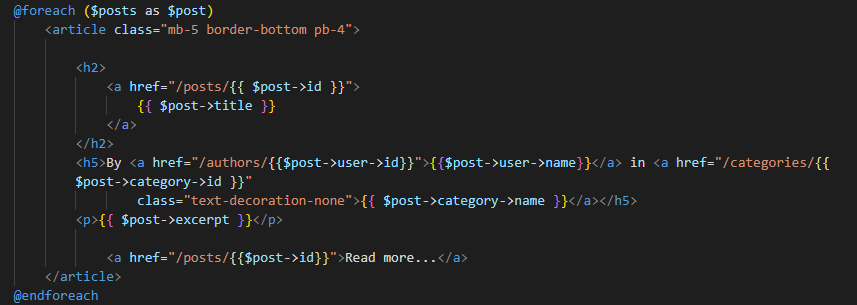 @foreach ($posts as $post)
<article class="mb-5 border-bottom pb-4">
<h2>
<a href="/posts/{{ $post->id }}">
{{ $post->title }}
</a>
</h2>
<h5>By <a href="/authors/{{$post->user->id}}">{{$post->user->name}}</a> in <a href="/categories/{{
$post->category->id }}"
class="text-decoration-none">{{ $post->category->name }}</a></h5>
<p>{{ $post->excerpt }}</p>
<a href="/posts/{{$post->id}}">Read more...</a>
</article>
@endforeach